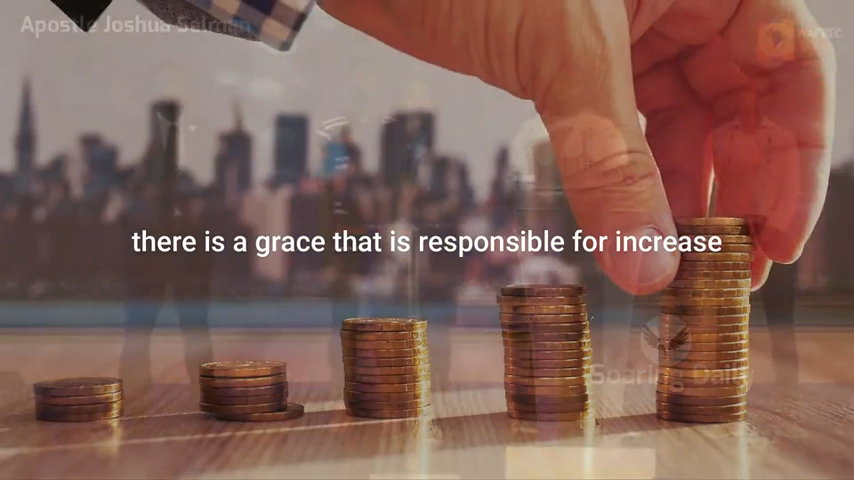 Apostle Joshua Selman
there is a grace that is responsible for increase
Soaring Daily